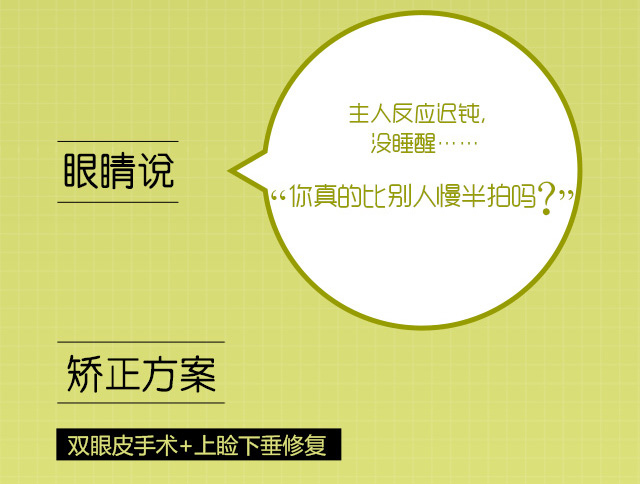 眼睛说
主人反应迟钝,
没睡醒……
“你真的比别人慢半拍吗?”
矫正方案
双眼皮手术+上睑下垂修复